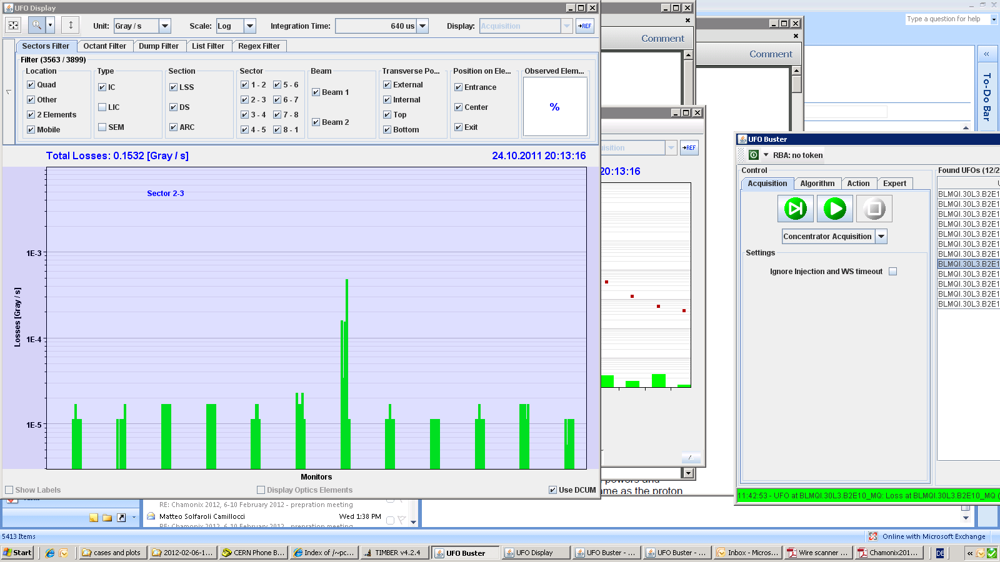 UFO Display
Unit: Gray / s Scale: Log Integration Time: 640 us Display: Acquisition →REF
Sectors Filter Octant Filter Dump Filter List Filter Regex Filter
Filter (3563 / 3899)
Location Type Section Sector Beam Transverse Po... Position on Ele... Observed Elem...
Quad IC LSS 1 - 2 5 - 6 Beam 1 External Entrance %
Other LIC DS 2 - 3 6 - 7 Beam 2 Internal Center
2 Elements SEM ARC 3 - 4 7 - 8 Top Exit
Mobile 4 - 5 8 - 1 Bottom
Total Losses: 0.1532 [Gray / s] 24.10.2011 20:13:16
Sector 2-3
1E-3
1E-4
1E-5
Losses [Gray / s]
Monitors
Show Labels Display Optics Elements Use DCUM
Comment
Comment
isition →REF
20:13:16
powers and
ame as the proton
Type a question for help
To-Do Bar
UFO Buster
RBA: no token
Control
Acquisition Algorithm Action Expert
Concentrator Acquisition
Settings
Ignore Injection and WS timeout
Found UFOs (12/2
BLMQI.30L3.B2E1
BLMQI.30L3.B2E1
BLMQI.30L3.B2E1
BLMQI.30L3.B2E1
BLMQI.30L3.B2E1
BLMQI.30L3.B2E1
BLMQI.30L3.B2E1
BLMQI.30L3.B2E1
BLMQI.30L3.B2E1
BLMQI.30L3.B2E1
BLMQI.30L3.B2E1
BLMQI.30L3.B2E1
11:42:53 - UFO at BLMQI.30L3.B2E10_MQ: Loss at BLMQI.30L3.B2E10_MQ (
RE: Chamonix 2012, 6-10 February 2012 - prepration meeting
Matteo Solfaroli Camillocci Wed 1:38 PM
RE: Chamonix 2012, 6-10 February 2012 - prepration meeting
5413 Items
Online with Microsoft Exchange
Start cases and plots 2012-02-06-1... CERN Phone B... Index of /~pc... TIMBER v4.2.4 UFO Buster UFO Display UFO Buster - ... UFO Buster - ... Inbox - Micros... Wire scanner ... Chamonix201... DE